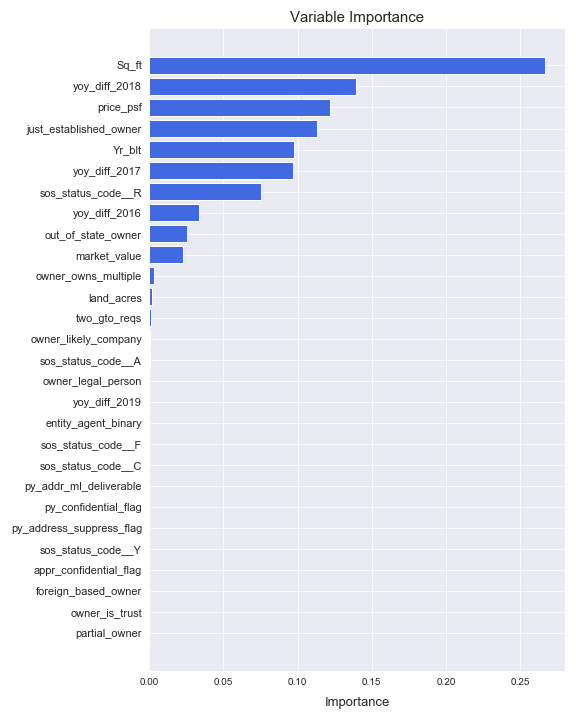 Variable Importance
Sq_ft
yoy_diff_2018
price_psf
just_established_owner
Yr_blt
yoy_diff_2017
sos_status_code__R
yoy_diff_2016
out_of_state_owner
market_value
owner_owns_multiple
land_acres
two_gto_reqs
owner_likely_company
sos_status_code__A
owner_legal_person
yoy_diff_2019
entity_agent_binary
sos_status_code__F
sos_status_code__C
py_addr_ml_deliverable
py_confidential_flag
py_address_suppress_flag
sos_status_code__Y
appr_confidential_flag
foreign_based_owner
owner_is_trust
partial_owner
0.00 0.05 0.10 0.15 0.20 0.25
Importance